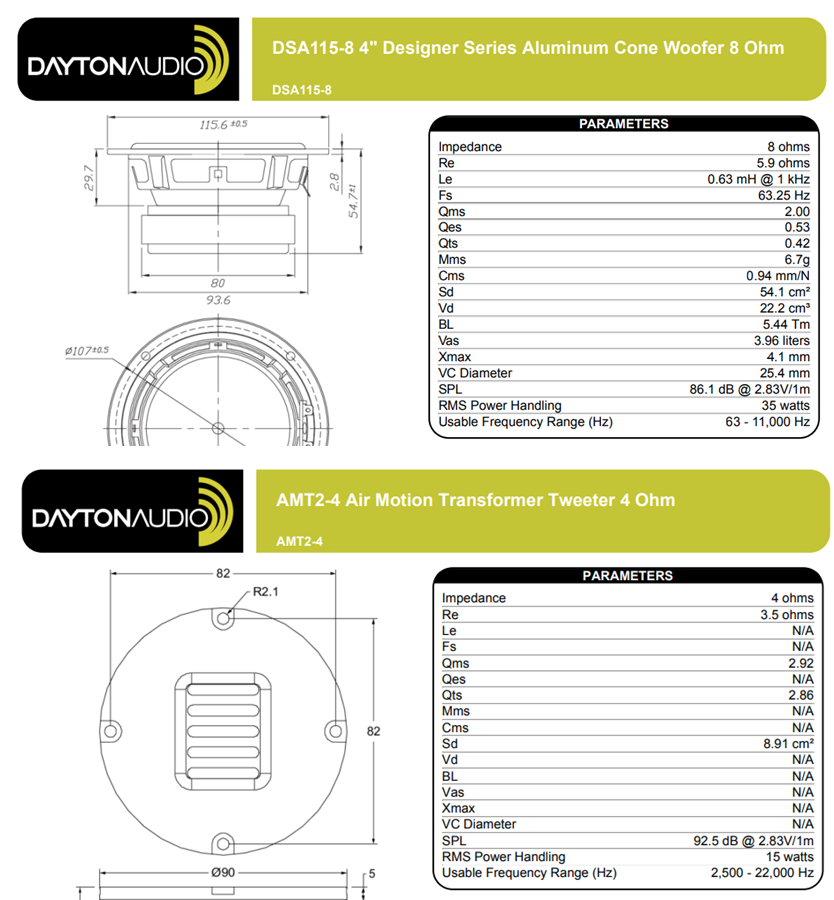 DAYTONAUDIO
DSA115-8 4" Designer Series Aluminum Cone Woofer 8 Ohm
DSA115-8
115.6 ±0.5
29.7
2.8
54.7±1
80
93.6
Ø107±0.5
PARAMETERS
Impedance 8 ohms
Re 5.9 ohms
Le 0.63 mH @ 1 kHz
Fs 63.25 Hz
Qms 2.00
Qes 0.53
Qts 0.42
Mms 6.7g
Cms 0.94 mm/N
Sd 54.1 cm²
Vd 22.2 cm³
BL 5.44 Tm
Vas 3.96 liters
Xmax 4.1 mm
VC Diameter 25.4 mm
SPL 86.1 dB @ 2.83V/1m
RMS Power Handling 35 watts
Usable Frequency Range (Hz) 63 - 11,000 Hz
DAYTONAUDIO
AMT2-4 Air Motion Transformer Tweeter 4 Ohm
AMT2-4
82
R2.1
82
Ø90
5
PARAMETERS
Impedance 4 ohms
Re 3.5 ohms
Le N/A
Fs N/A
Qms 2.92
Qes N/A
Qts 2.86
Mms N/A
Cms N/A
Sd 8.91 cm²
Vd N/A
BL N/A
Vas N/A
Xmax N/A
VC Diameter N/A
SPL 92.5 dB @ 2.83V/1m
RMS Power Handling 15 watts
Usable Frequency Range (Hz) 2,500 - 22,000 Hz